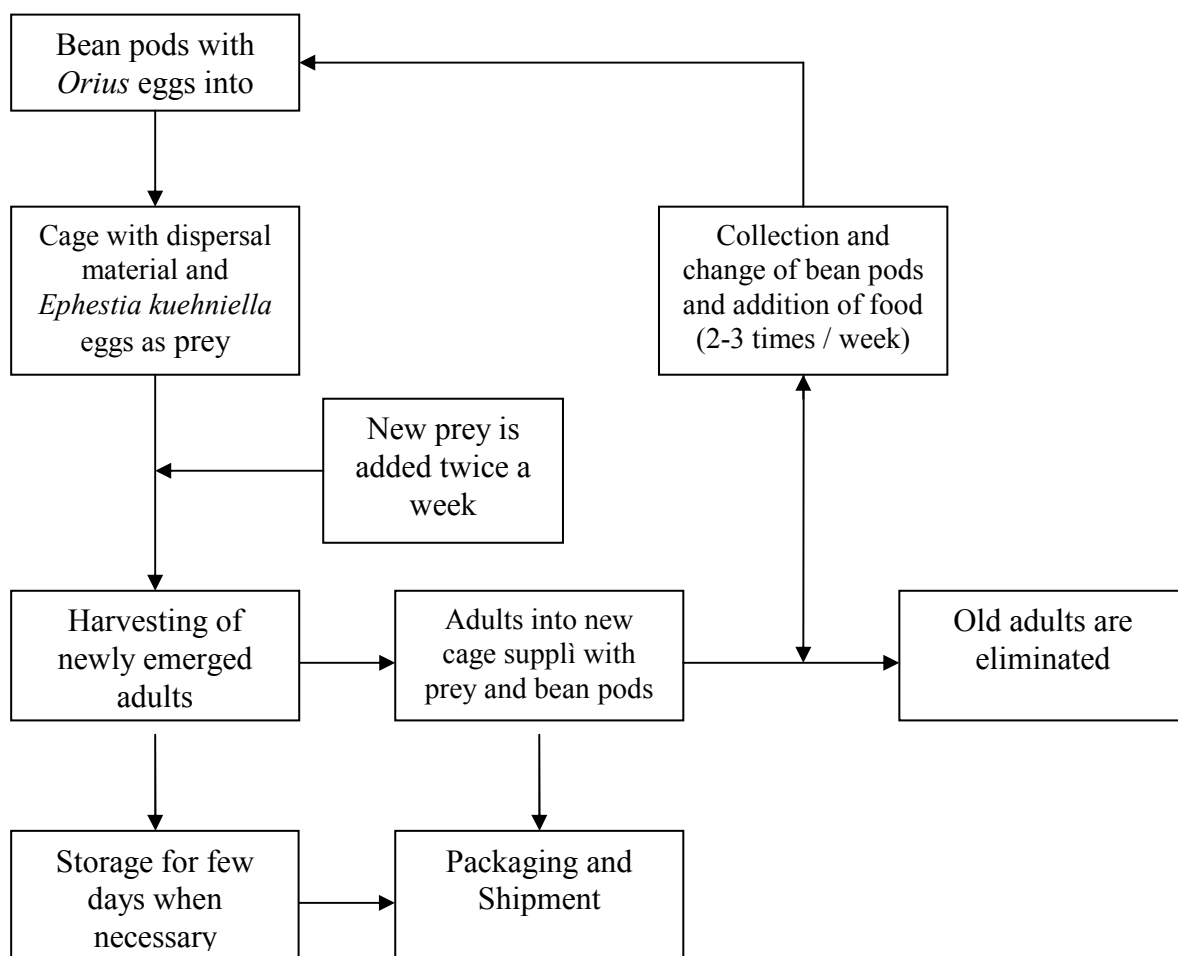 Bean pods with
Orius eggs into
Cage with dispersal
material and
Ephestia kuehniella
eggs as prey
Collection and
change of bean pods
and addition of food
(2-3 times / week)
New prey is
added twice a
week
Harvesting of
newly emerged
adults
Adults into new
cage supplì with
prey and bean pods
Old adults are
eliminated
Storage for few
days when
necessary
Packaging and
Shipment